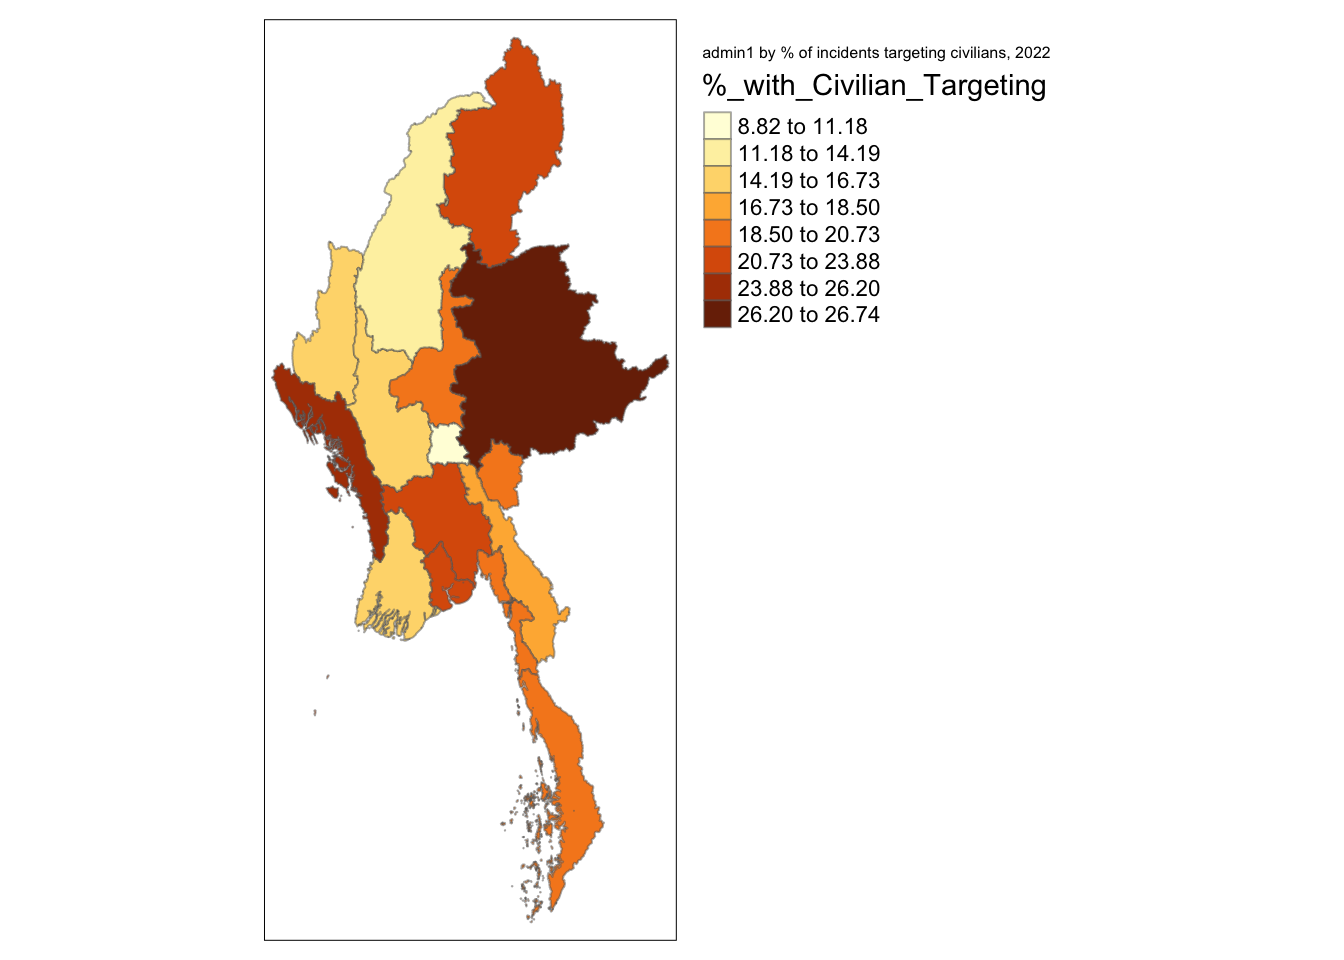 admin1 by % of incidents targeting civilians, 2022
%_with_Civilian_Targeting
8.82 to 11.18
11.18 to 14.19
14.19 to 16.73
16.73 to 18.50
18.50 to 20.73
20.73 to 23.88
23.88 to 26.20
26.20 to 26.74